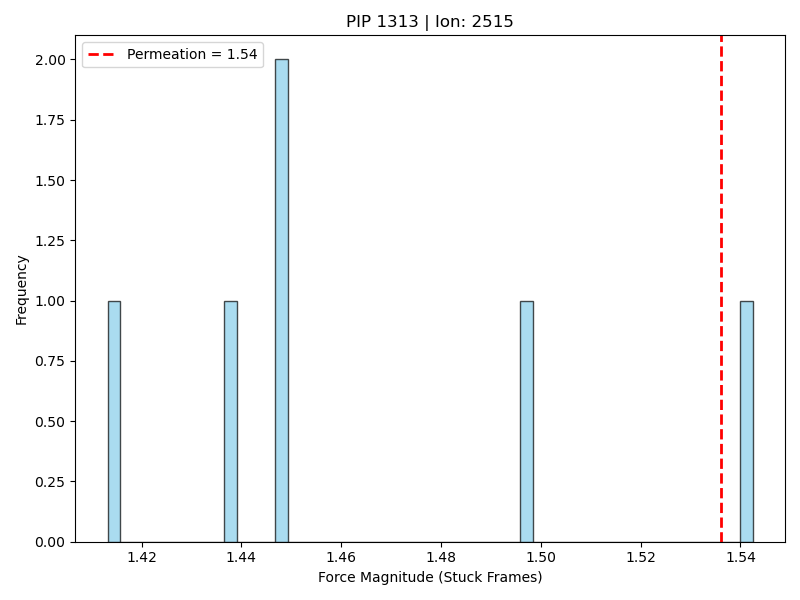 PIP 1313 | Ion: 2515
Permeation = 1.54
2.00
1.75
1.50
1.25
1.00
0.75
0.50
0.25
0.00
Frequency
1.42 1.44 1.46 1.48 1.50 1.52 1.54
Force Magnitude (Stuck Frames)